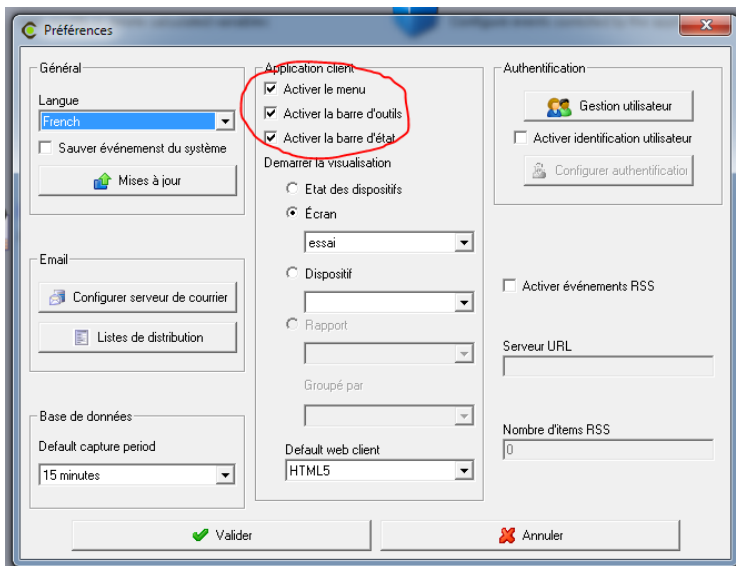 Préférences
Général
Langue
French
Sauver événemenst du système
Mises à jour
Email
Configurer serveur de courrier
Listes de distribution
Base de données
Default capture period
15 minutes
Application client
Activer le menu
Activer la barre d'outils
Activer la barre d'état
Demarrer la visualisation
Etat des dispositifs
Écran
essai
Dispositif
Rapport
Groupé par
Default web client
HTML5
Authentification
Gestion utilisateur
Activer identification utilisateur
Configurer authentification
Activer événements RSS
Serveur URL
Nombre d'items RSS
0
Valider
Annuler